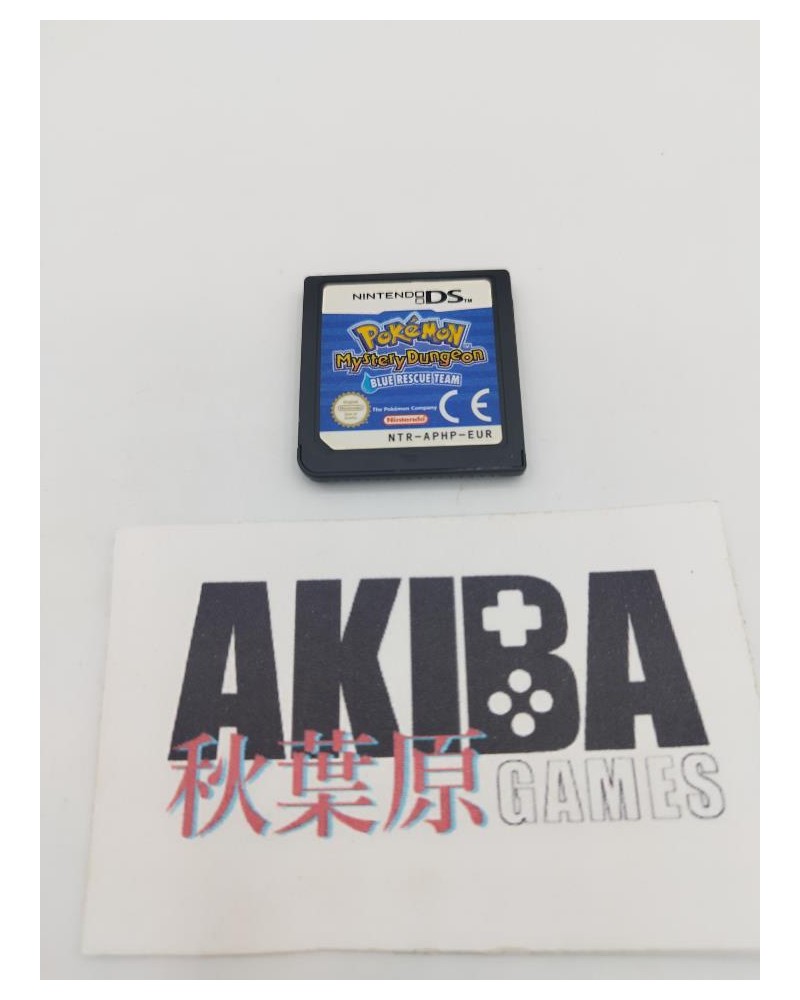 NINTENDO DS™
POKéMON
Mystery Dungeon
BLUE RESCUE TEAM
The Pokémon Company
Nintendo
CE
NTR-APHP-EUR
AKIBA
秋葉原 GAMES